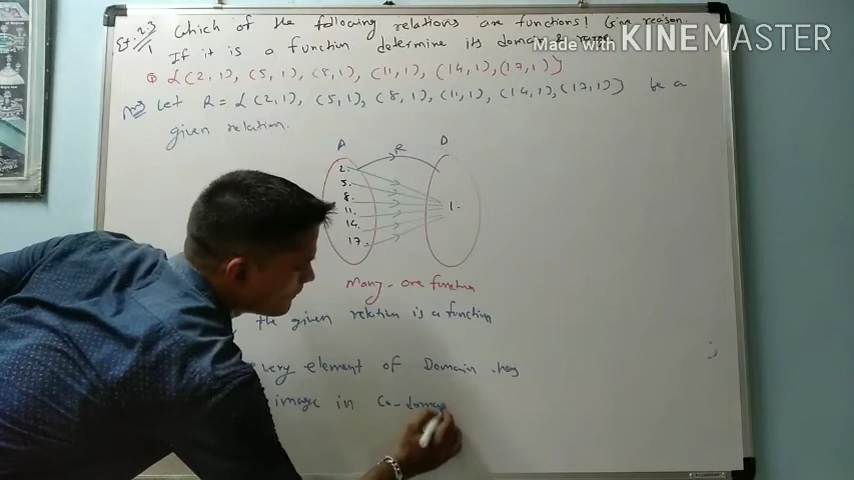 Ex: 2.3 Which of the following relations are functions? Give reason.
1 If it is a function determine its domain & range.
Made with KINEMASTER
① {(2,1), (5,1), (8,1), (11,1), (14,1), (17,1)}
Let R = {(2,1), (5,1), (8,1), (11,1), (14,1), (17,1)} be a
given relation.
A R
2. 
5.
8. 1.
11.
14.
17.
Many-one function
the given relation is a function
very element of Domain has
image in Co-domai